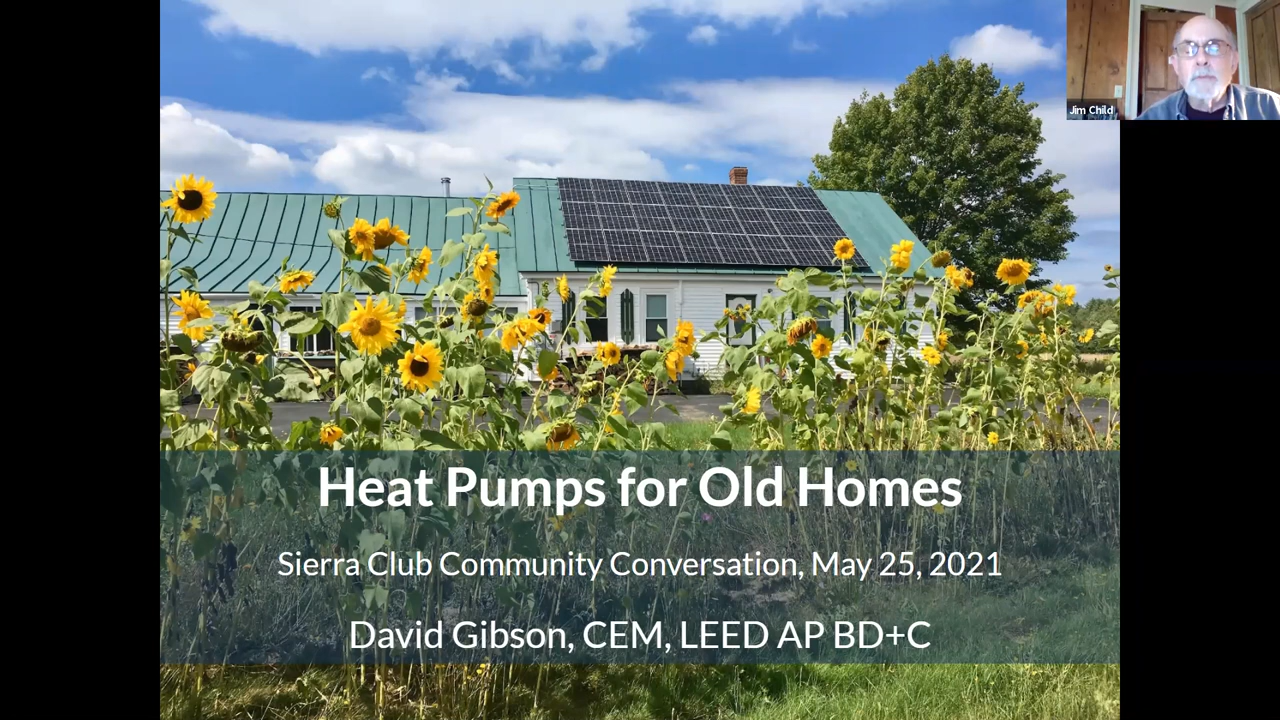 Jim Child
Heat Pumps for Old Homes
Sierra Club Community Conversation, May 25, 2021
David Gibson, CEM, LEED AP BD+C